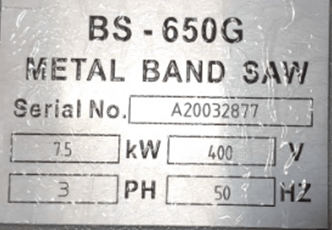 BS - 650G
METAL BAND SAW
Serial No. A20032877
7.5 kW 400 V
3 PH 50 HZ